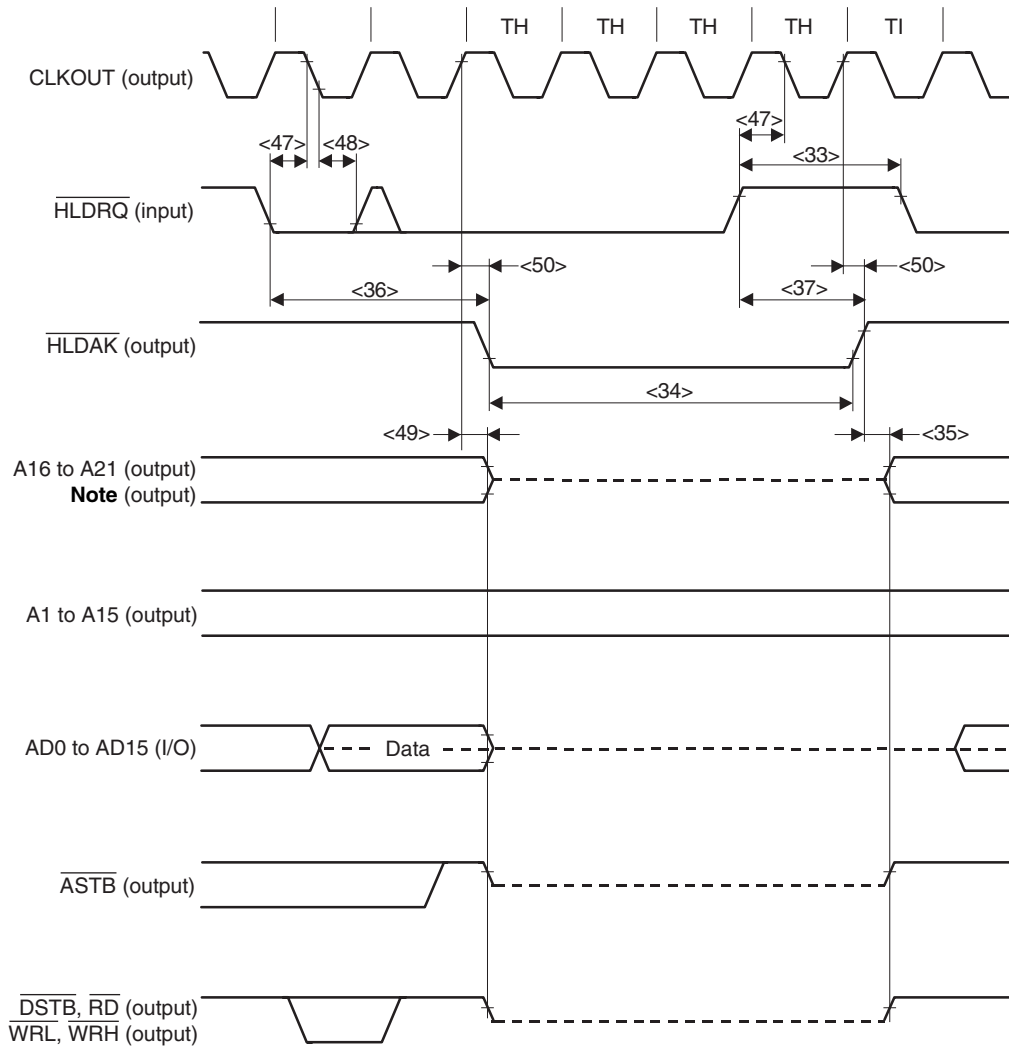 TH TH TH TH TI
CLKOUT (output)
<47> <48> <47>
<33>
HLDRQ (input)
<50> <50>
<36> <37>
HLDAK (output)
<34>
<49> <35>
A16 to A21 (output)
Note (output)
A1 to A15 (output)
AD0 to AD15 (I/O) Data
ASTB (output)
DSTB, RD (output)
WRL, WRH (output)